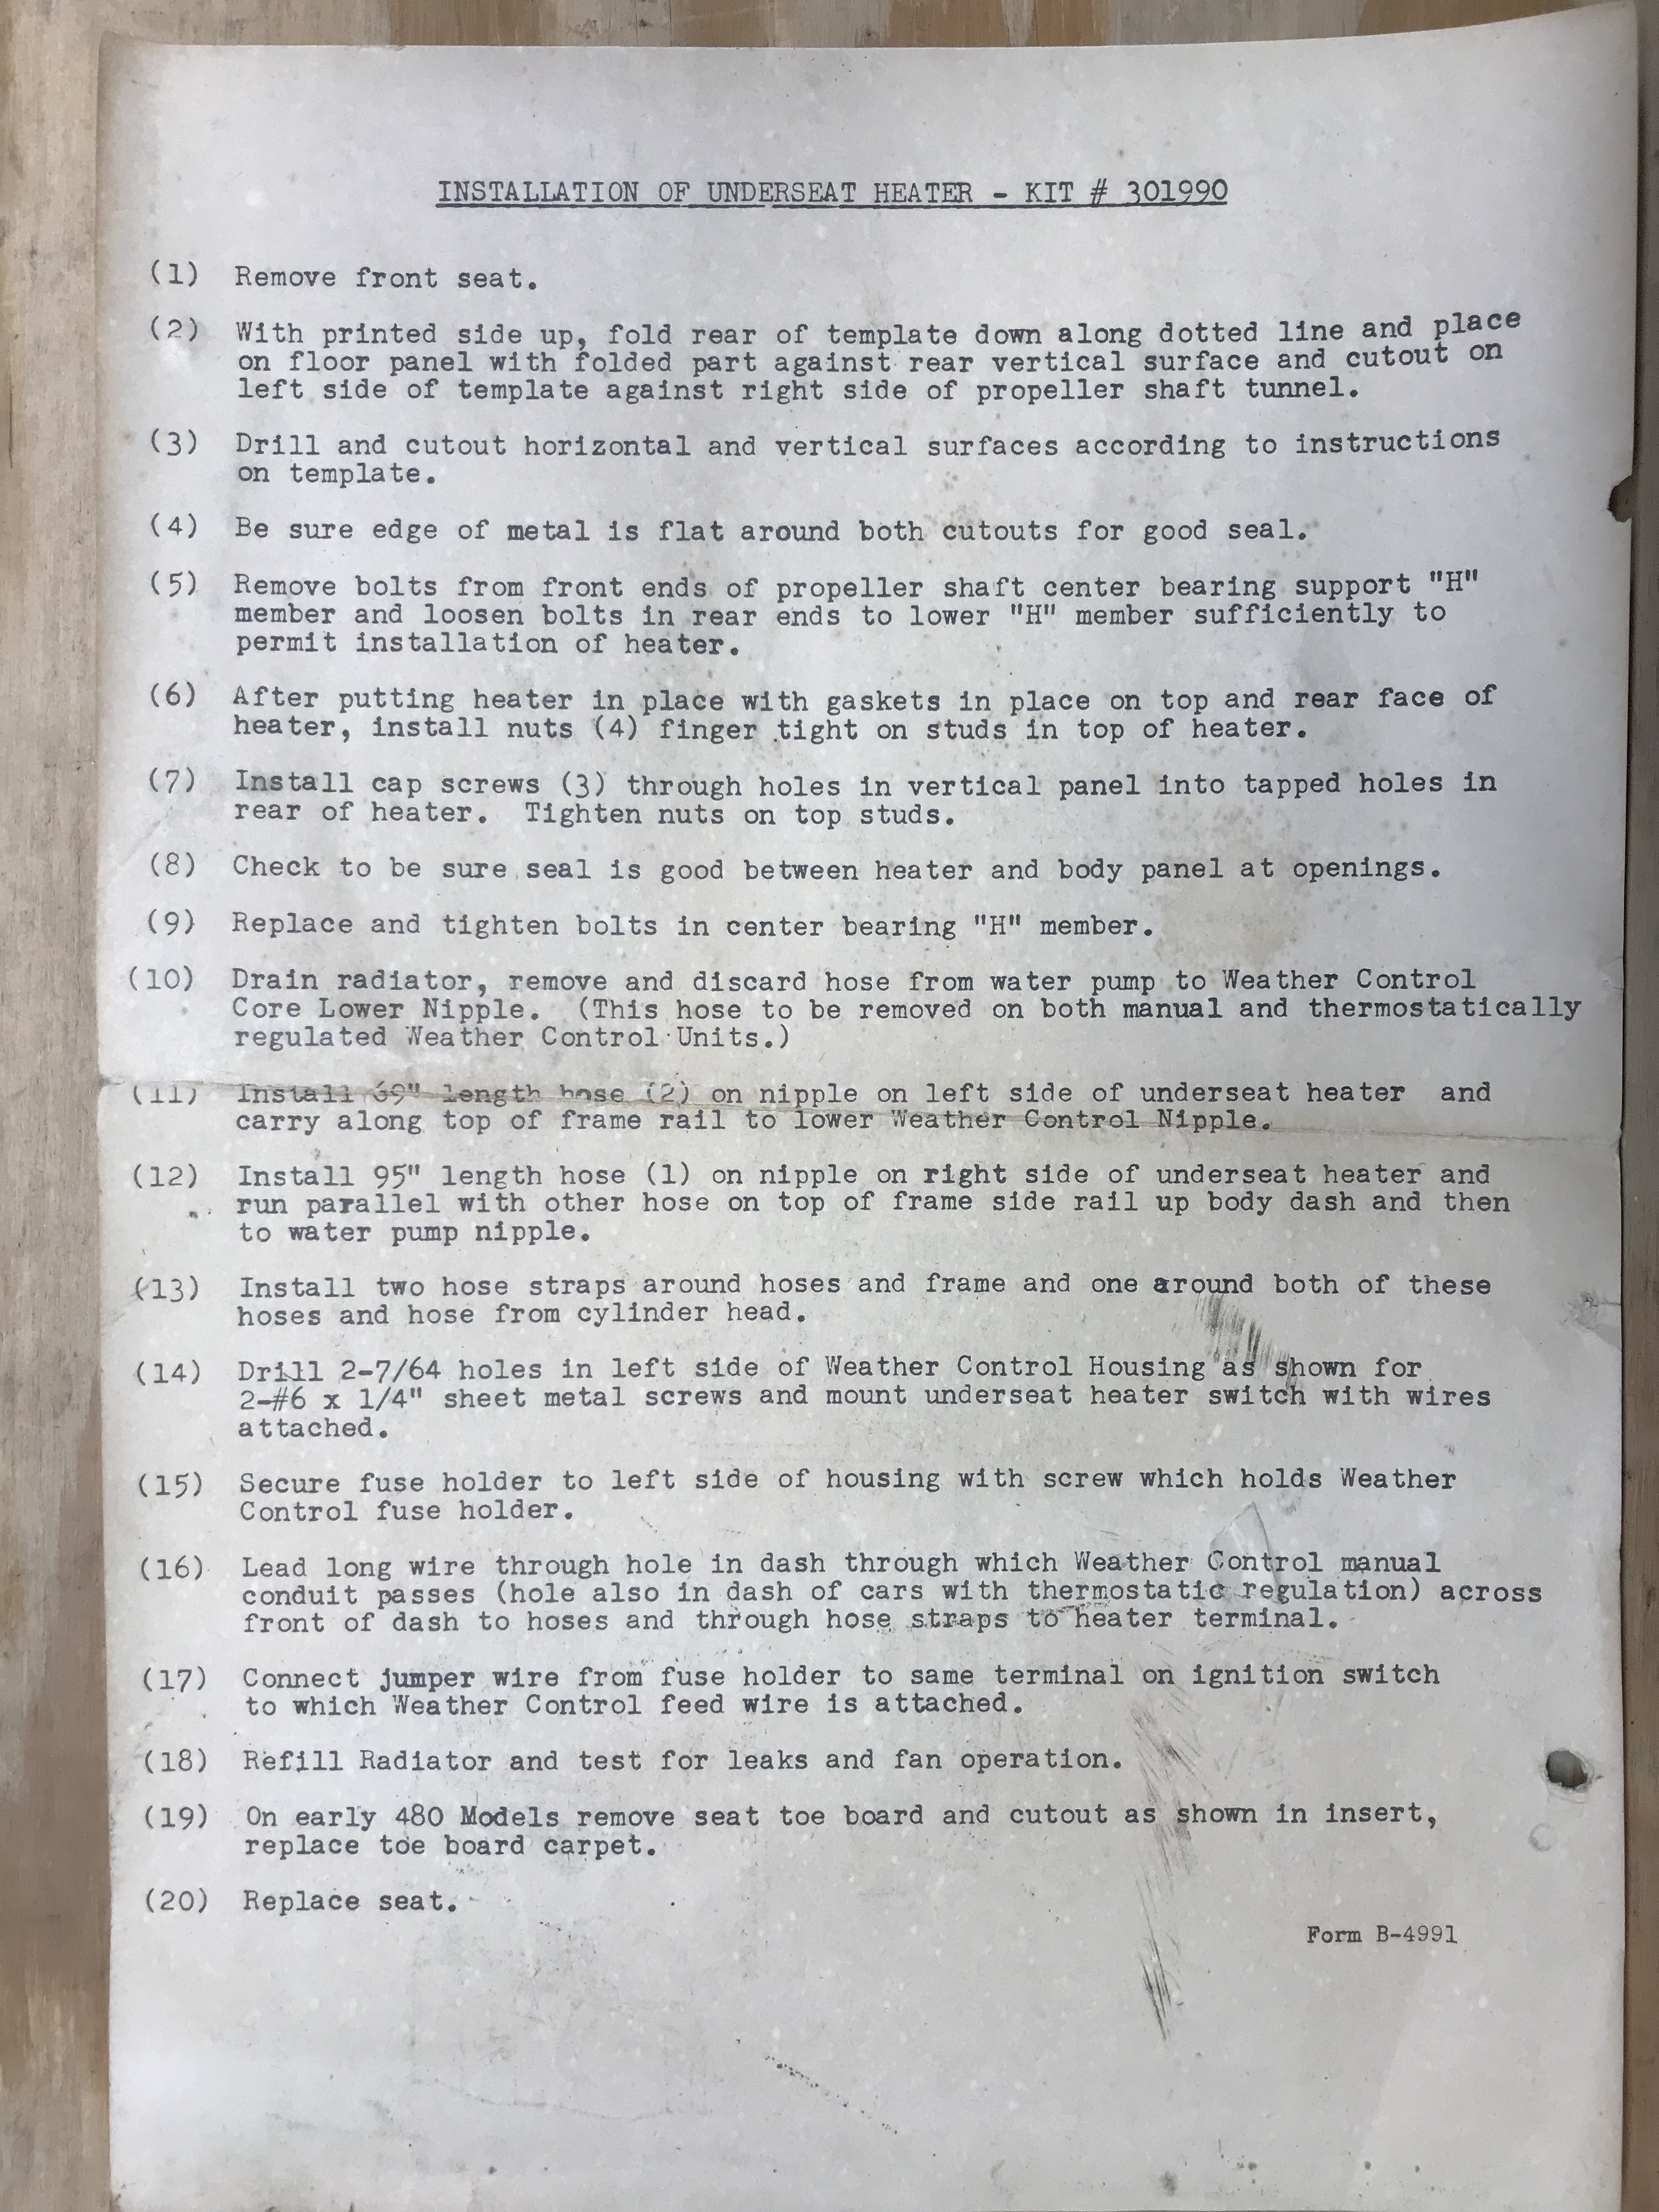 INSTALLATION OF UNDERSEAT HEATER - KIT # 301990
(1) Remove front seat.
(2) With printed side up, fold rear of template down along dotted line and place
on floor panel with folded part against rear vertical surface and cutout on
left side of template against right side of propeller shaft tunnel.
(3) Drill and cutout horizontal and vertical surfaces according to instructions
on template.
(4) Be sure edge of metal is flat around both cutouts for good seal.
(5) Remove bolts from front ends of propeller shaft center bearing support "H"
member and loosen bolts in rear ends to lower "H" member sufficiently to
permit installation of heater.
(6) After putting heater in place with gaskets in place on top and rear face of
heater, install nuts (4) finger tight on studs in top of heater.
(7) Install cap screws (3) through holes in vertical panel into tapped holes in
rear of heater. Tighten nuts on top studs.
(8) Check to be sure seal is good between heater and body panel at openings.
(9) Replace and tighten bolts in center bearing "H" member.
(10) Drain radiator, remove and discard hose from water pump to Weather Control
Core Lower Nipple. (This hose to be removed on both manual and thermostatically
regulated Weather Control Units.)
(11) Install length hose (2) on nipple on left side of underseat heater and
carry along top of frame rail to lower Weather Control Nipple.
(12) Install 95" length hose (1) on nipple on right side of underseat heater and
run parallel with other hose on top of frame side rail up body dash and then
to water pump nipple.
(13) Install two hose straps around hoses and frame and one around both of these
hoses and hose from cylinder head.
(14) Drill 2-7/64 holes in left side of Weather Control Housing as shown for
2-#6 x 1/4" sheet metal screws and mount underseat heater switch with wires
attached.
(15) Secure fuse holder to left side of housing with screw which holds Weather
Control fuse holder.
(16) Lead long wire through hole in dash through which Weather Control manual
conduit passes (hole also in dash of cars with thermostatic regulation) across
front of dash to hoses and through hose straps to heater terminal.
(17) Connect jumper wire from fuse holder to same terminal on ignition switch
to which Weather Control feed wire is attached.
(18) Refill Radiator and test for leaks and fan operation.
(19) On early 480 Models remove seat toe board and cutout as shown in insert,
replace toe board carpet.
(20) Replace seat.
Form B-4991